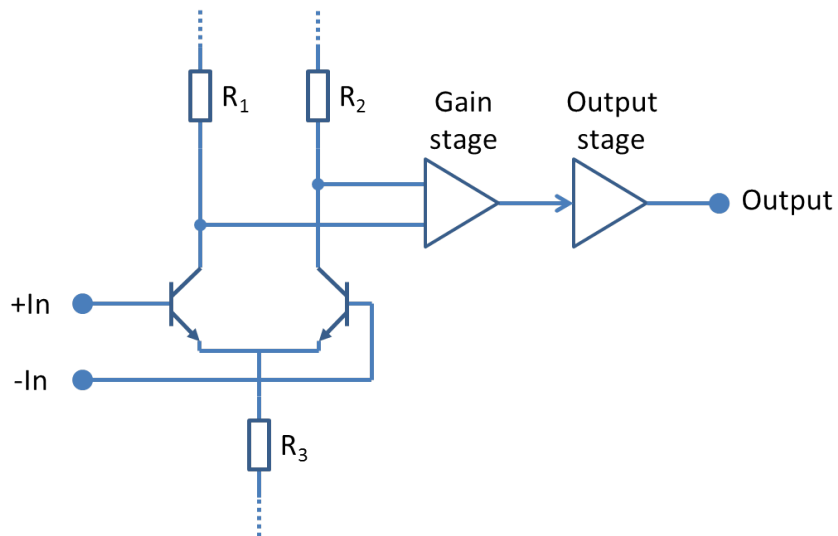 R₁
R₂
Gain
stage
Output
stage
Output
+In
-In
R₃